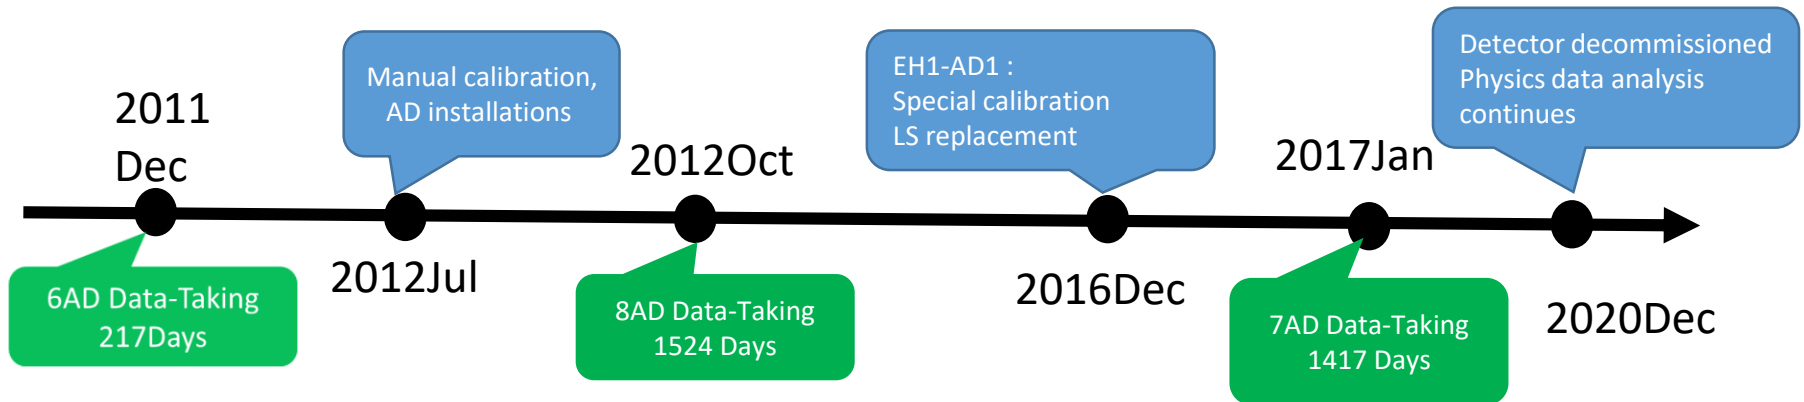 2011
Dec
6AD Data-Taking
217Days
Manual calibration,
AD installations
2012Jul
2012Oct
8AD Data-Taking
1524 Days
EH1-AD1 :
Special calibration
LS replacement
2016Dec
2017Jan
7AD Data-Taking
1417 Days
Detector decommissioned
Physics data analysis
continues
2020Dec